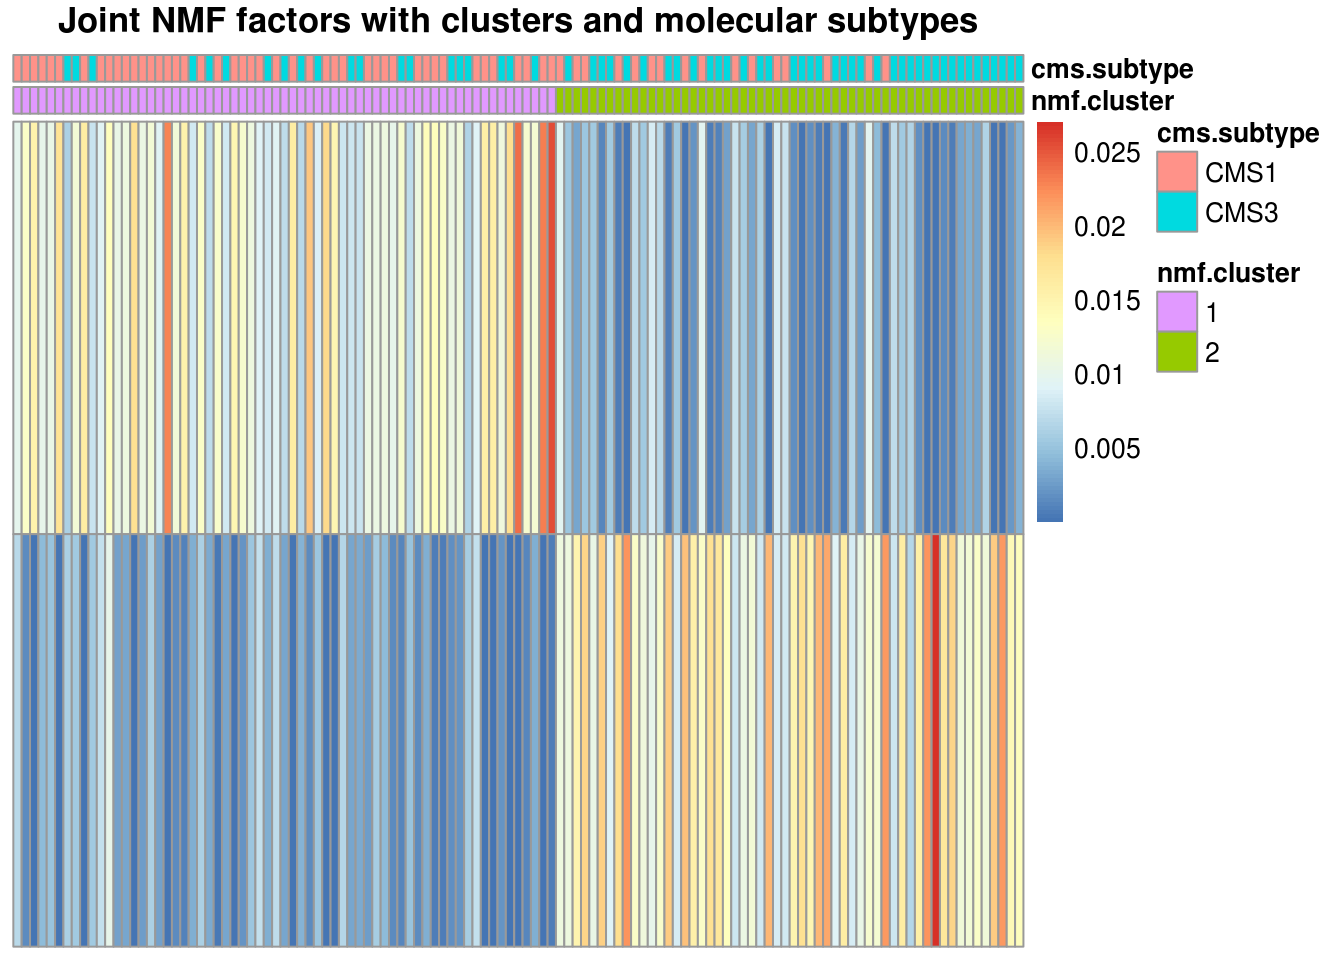 Joint NMF factors with clusters and molecular subtypes
cms.subtype
nmf.cluster
0.025
0.02
0.015
0.01
0.005
cms.subtype
CMS1
CMS3
nmf.cluster
1
2